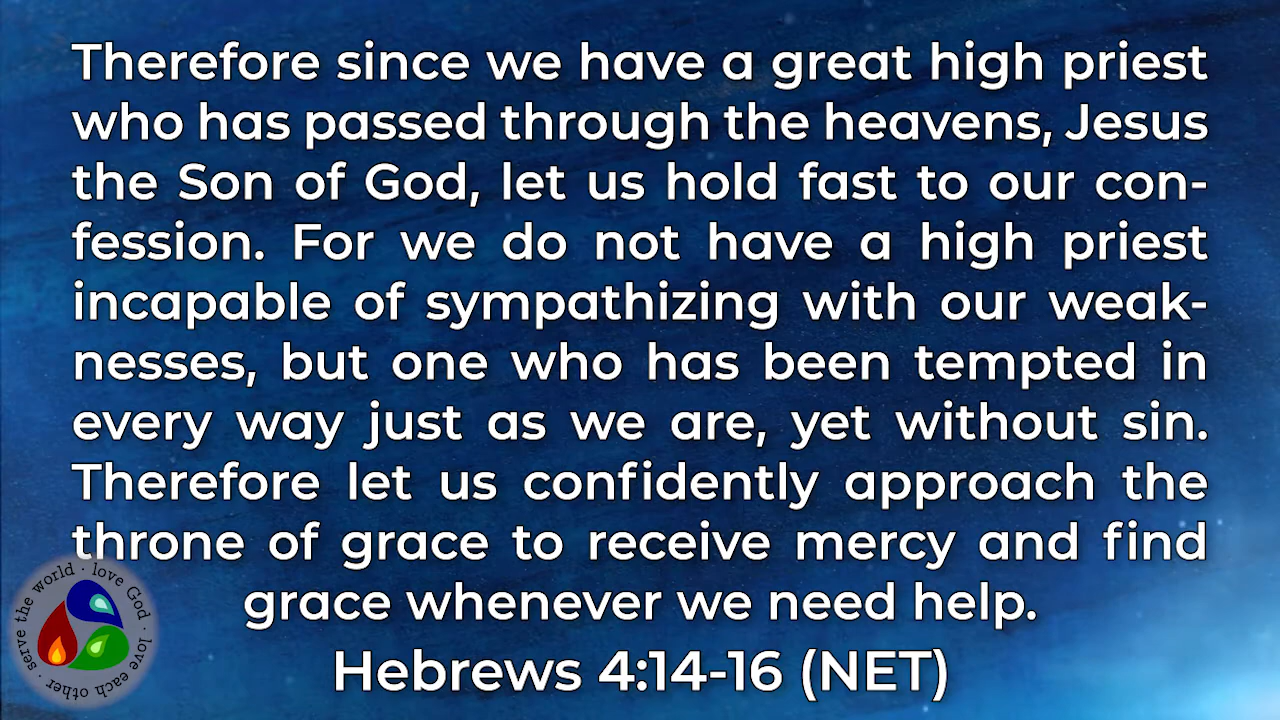 Therefore since we have a great high priest
who has passed through the heavens, Jesus
the Son of God, let us hold fast to our con-
fession. For we do not have a high priest
incapable of sympathizing with our weak-
nesses, but one who has been tempted in
every way just as we are, yet without sin.
Therefore let us confidently approach the
throne of grace to receive mercy and find
grace whenever we need help.
Hebrews 4:14-16 (NET)
love God · love each other · serve the world ·